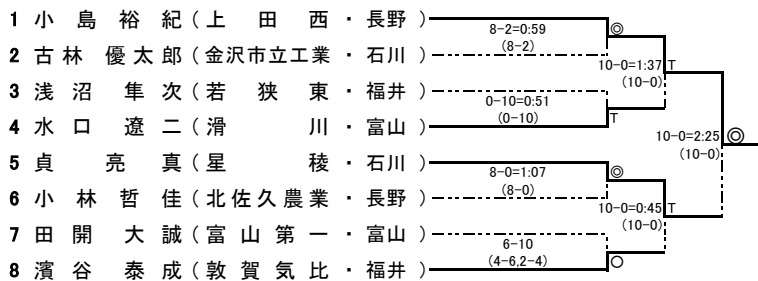 1 小島裕紀(上田西・長野)
8-2=0:59 ◎
(8-2)
2 古林優太郎(金沢市立工業・石川)
10-0=1:37 T
(10-0)
3 浅沼隼次(若狭東・福井)
0-10=0:51
(0-10) T
4 水口遼二(滑川・富山)
10-0=2:25 ◎
(10-0)
5 貞亮真(星稜・石川)
8-0=1:07 ◎
(8-0)
6 小林哲佳(北佐久農業・長野)
10-0=0:45 T
(10-0)
7 田開大誠(富山第一・富山)
6-10
(4-6,2-4) ○
8 濱谷泰成(敦賀気比・福井)